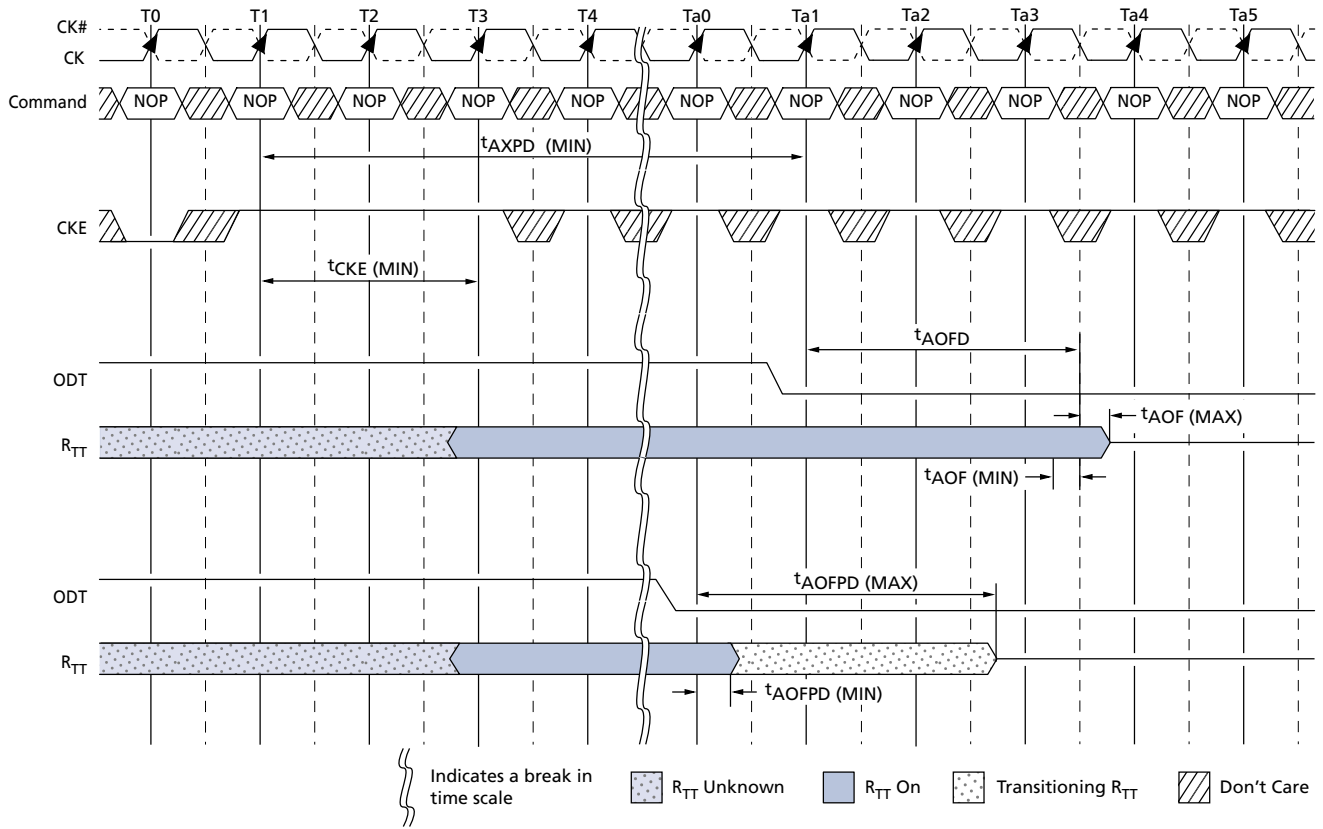 T0 T1 T2 T3 T4 Ta0 Ta1 Ta2 Ta3 Ta4 Ta5
CK#
CK
Command NOP NOP NOP NOP NOP NOP NOP NOP NOP NOP NOP
tAXPD (MIN)
CKE
tCKE (MIN)
tAOFD
ODT
tAOF (MAX)
RTT
tAOF (MIN)
tAOFPD (MAX)
ODT
RTT
tAOFPD (MIN)
Indicates a break in
time scale
RTT Unknown
RTT On
Transitioning RTT
Don't Care